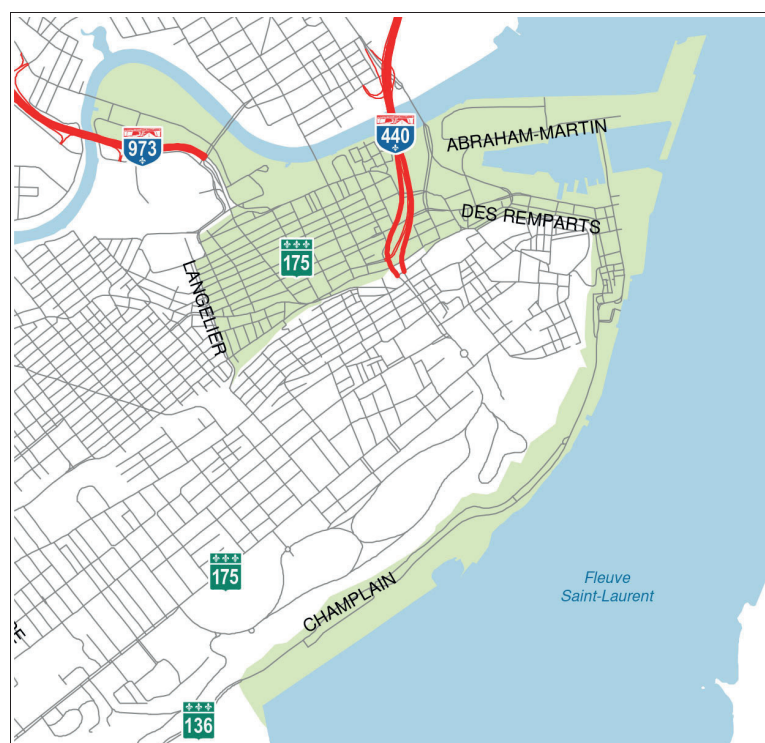 ABRAHAM-MARTIN
440
973
DES REMPARTS
175
LANGELIER
175
Fleuve
Saint-Laurent
CHAMPLAIN
136